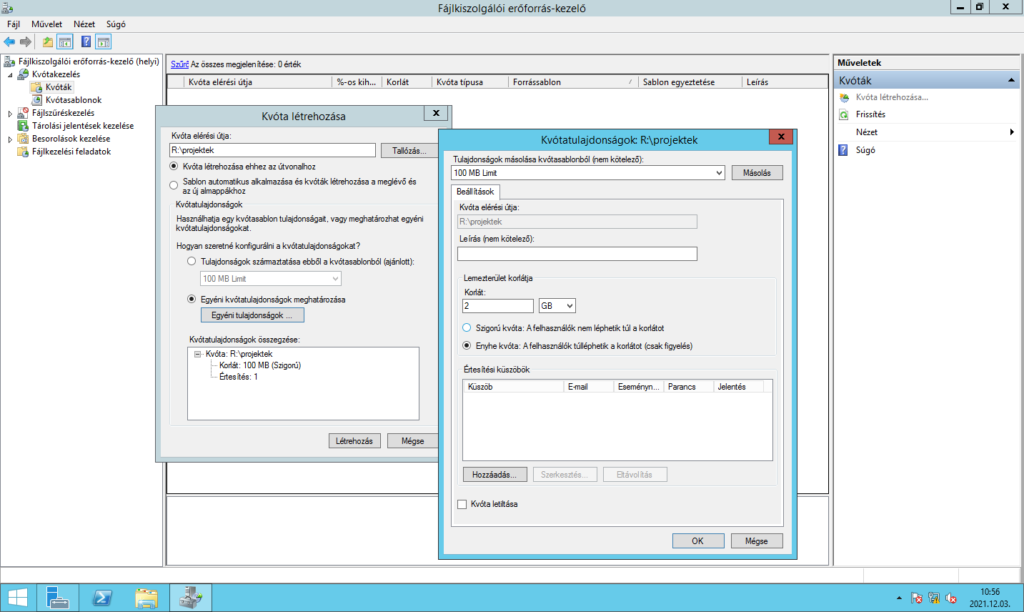 Fájlkiszolgálói erőforrás-kezelő
Fájl Művelet Nézet Súgó
Fájlkiszolgálói erőforrás-kezelő (helyi)
Kvótakezelés
Kvóták
Kvótasablonok
Fájlszűréskezelés
Tárolási jelentések kezelése
Besorolások kezelése
Fájlkezelési feladatok
Szűrő Az összes megjelenítése: 0 érték
Kvóta elérési útja %-os kih... Korlát Kvóta típusa Forrássablon Sablon egyeztetése Leírás
Műveletek
Kvóták
Kvóta létrehozása...
Frissítés
Nézet
Súgó
Kvóta létrehozása
Kvóta elérési útja:
R:\projektek Tallózás...
Kvóta létrehozása ehhez az útvonalhoz
Sablon automatikus alkalmazása és kvóták létrehozása a meglévő és
az új almappákhoz
Kvótatulajdonságok
Használhatja egy kvótasablon tulajdonságait, vagy meghatározhat egyéni
kvótatulajdonságokat.
Hogyan szeretné konfigurálni a kvótatulajdonságokat?
Tulajdonságok származtatása ebből a kvótasablonból (ajánlott):
100 MB Limit
Egyéni kvótatulajdonságok meghatározása
Egyéni tulajdonságok ...
Kvótatulajdonságok összegzése:
Kvóta: R:\projektek
Korlát: 100 MB (Szigorú)
Értesítés: 1
Létrehozás Mégse
Kvótatulajdonságok: R:\projektek
Tulajdonságok másolása kvótasablonból (nem kötelező):
100 MB Limit Másolás
Beállítások
Kvóta elérési útja:
R:\projektek
Leírás (nem kötelező):
Lemezterület korlátja
Korlát:
2 GB
Szigorú kvóta: A felhasználók nem léphetik túl a korlátot
Enyhe kvóta: A felhasználók túlléphetik a korlátot (csak figyelés)
Értesítési küszöbök
Küszöb E-mail Eseményn... Parancs Jelentés
Hozzáadás... Szerkesztés... Eltávolítás
Kvóta letiltása
OK Mégse
10:56
2021.12.03.